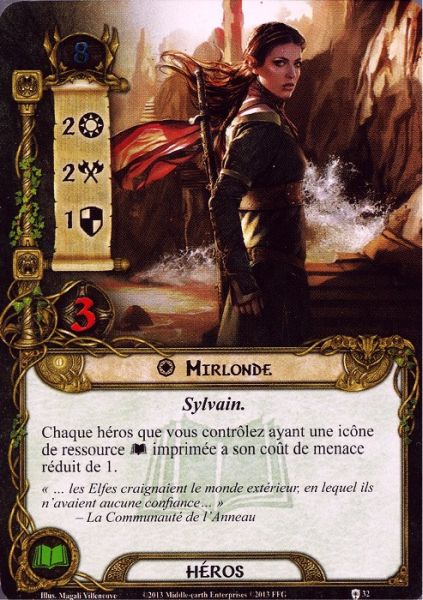 8
2
2
1
3
MIRLONDE
Sylvain.
Chaque héros que vous contrôlez ayant une icône
de ressource imprimée a son coût de menace
réduit de 1.
« … les Elfes craignaient le monde extérieur, en lequel ils
n'avaient aucune confiance… »
– La Communauté de l'Anneau
HÉROS
Illus. Magali Villeneuve ©2013 Middle-earth Enterprises ©2013 FFG 32